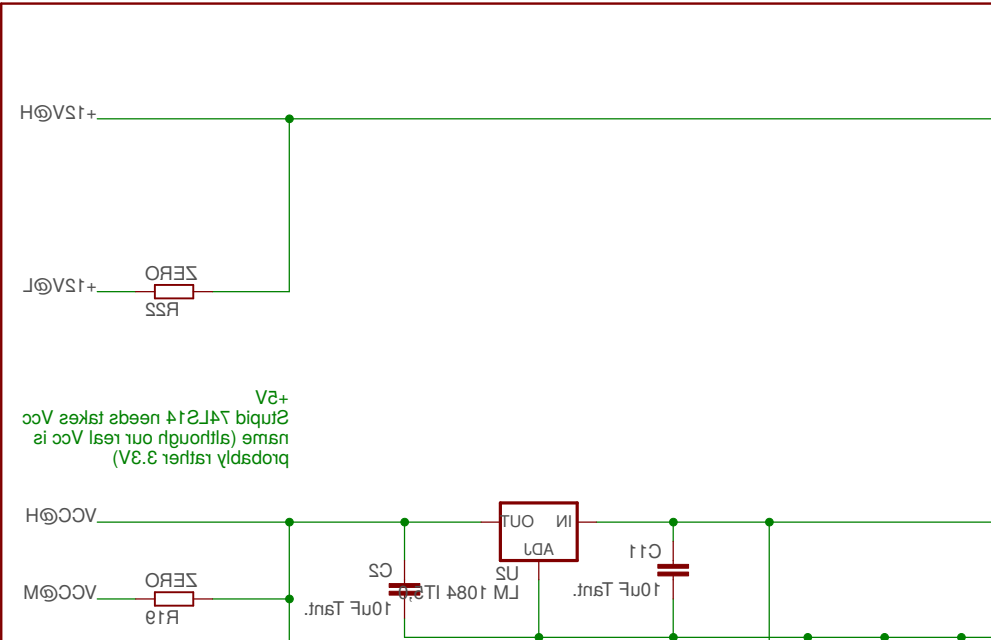 +12V@H
ZERO
+12V@L
R22
+5V
Stupid 74LS14 needs takes Vcc
name (although our real Vcc is
probably rather 3.3V)
VCC@H
OUT
IN
ADJ
C11
C2
U2
ZERO
LM 1084 IT5,0
10uF Tant.
VCC@M
10uF Tant.
R19